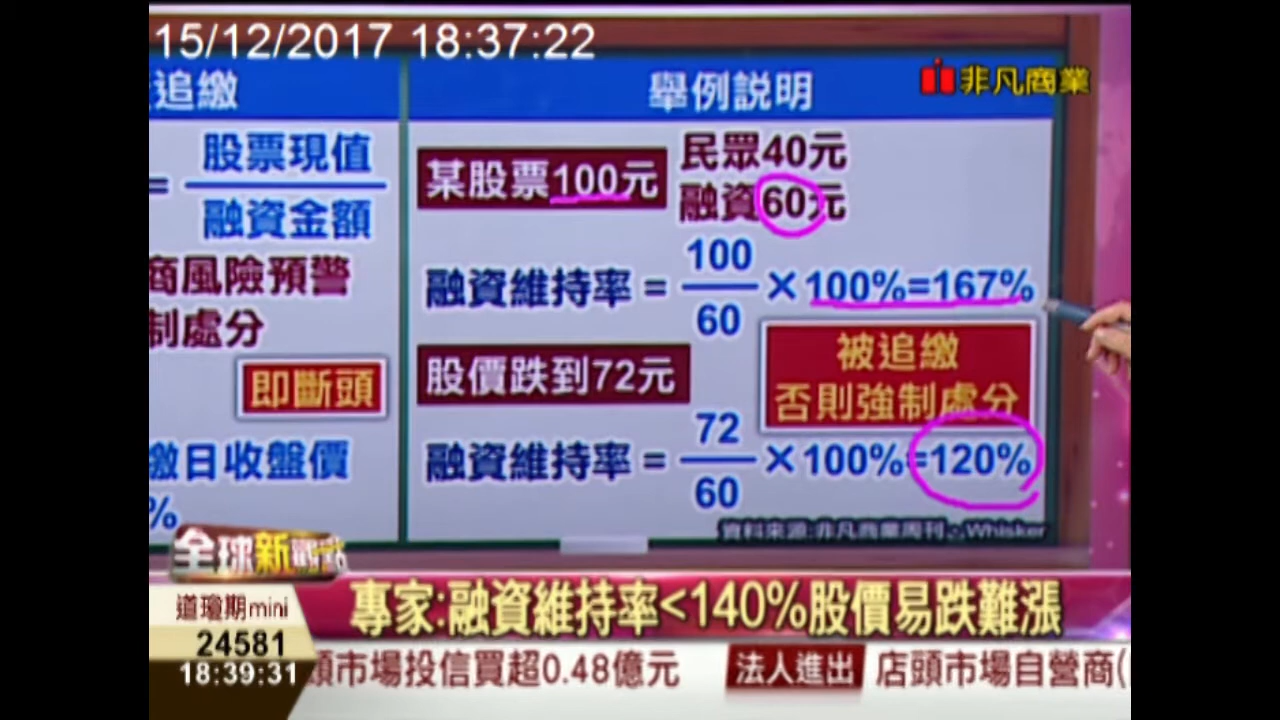 15/12/2017 18:37:22
非凡商業
追繳
舉例説明
= 股票現值
融資金額
商風險預警
制處分
即斷頭
繳日收盤價
%
某股票100元
民眾40元
融資60元
融資維持率 = 100
60
×100%=167%
股價跌到72元
被追繳
否則強制處分
融資維持率 = 72
60
×100%=120%
資料來源:非凡商業周刊、Whisker
全球新觀點
專家:融資維持率<140%股價易跌難漲
道瓊期mini
24581
18:39:31
頭市場投信買超0.48億元
法人進出
店頭市場自營商(